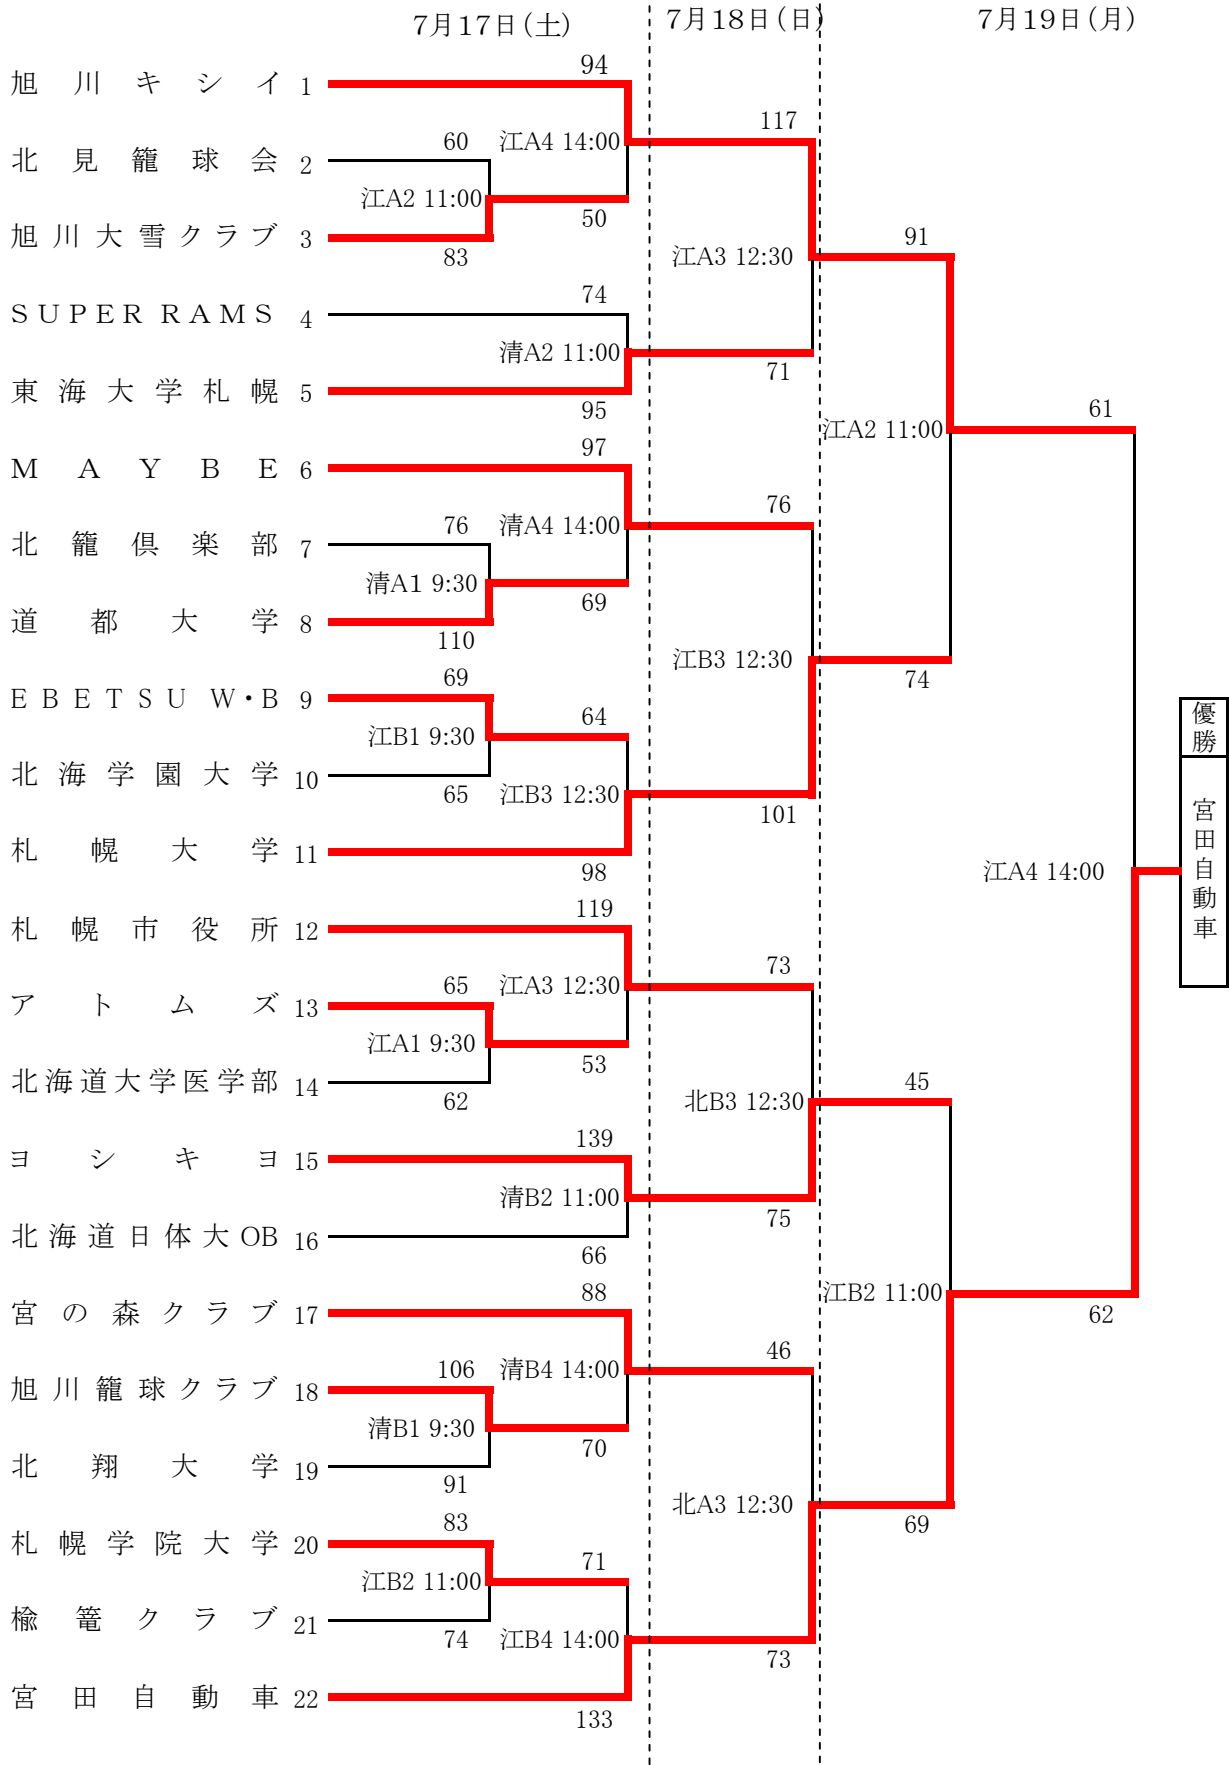 7月17日(土) 7月18日(日) 7月19日(月)
94
旭川キシイ 1
117
60 江A4 14:00
北見籠球会 2
江A2 11:00
50
旭川大雪クラブ 3
91
83 江A3 12:30
74
SUPER RAMS 4
清A2 11:00
71
東海大学札幌 5
95 61
江A2 11:00
97
MAYBE 6
76
76 清A4 14:00
北籠倶楽部 7
清A1 9:30
69
道都大学 8
110
江B3 12:30
69 74
EBETSU W・B 9
64
江B1 9:30
優勝
北海学園大学 10
65 江B3 12:30
101
宮田自動車
札幌大学 11
98 江A4 14:00
119
札幌市役所 12
73
65 江A3 12:30
アトムズ 13
江A1 9:30
53
北海道大学医学部 14
45
62 北B3 12:30
139
ヨシキヨ 15
清B2 11:00
75
北海道日体大OB 16
66
88 江B2 11:00
宮の森クラブ 17
62
46
106 清B4 14:00
旭川籠球クラブ 18
清B1 9:30
70
北翔大学 19
91
北A3 12:30
83 69
札幌学院大学 20
71
江B2 11:00
楡篭クラブ 21
74 江B4 14:00
73
宮田自動車 22
133